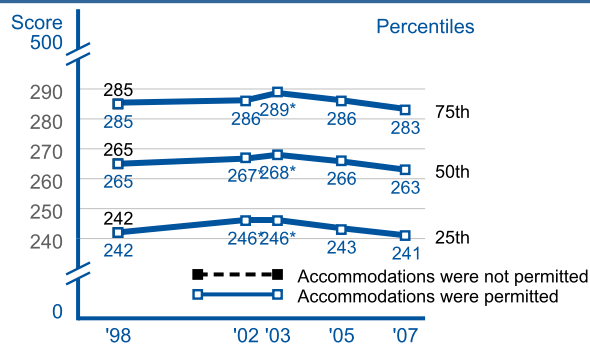 Score
500
Percentiles
290
285
285 286 289* 286 283
75th
280
270
265
265 267* 268* 266 263
50th
260
250
242
242 246* 246* 243 241
25th
240
Accommodations were not permitted
Accommodations were permitted
0
'98 '02 '03 '05 '07